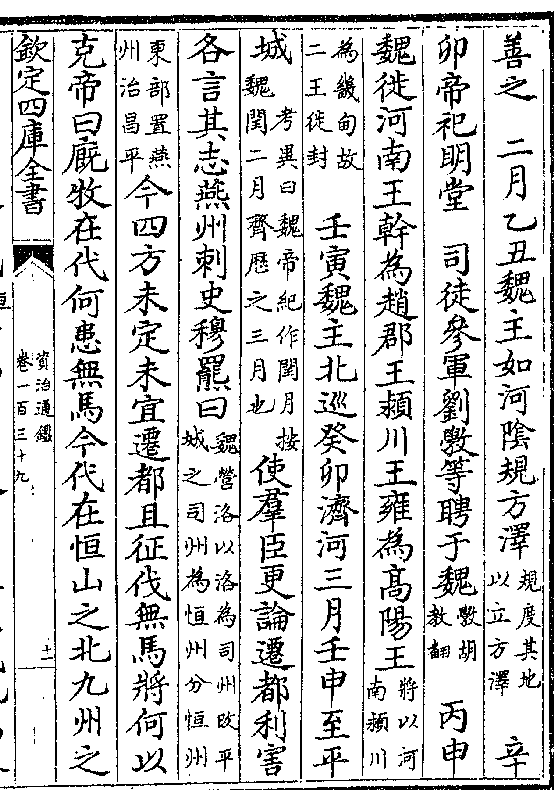 善之　二月乙丑魏主如河陰規方澤規度其地以立方澤　辛
卯帝祀明堂　司徒參軍劉斅等聘于魏斅胡教翻　丙申
魏徙河南王幹為趙郡王潁川王雍為高陽王將以河南潁川
為畿甸故二王徙封　壬寅魏主北巡癸卯濟河三月壬申至平
城考異曰魏帝紀作閏月按魏閏二月齊歷之三月也　使羣臣更論遷都利害
各言其志燕州刺史穆羆曰魏營洛以洛為司州改平城之司州為恒州分恒州
東部置燕州治昌平今四方未定未宜遷都且征伐無馬將何以
克帝曰廐牧在代何患無馬今代在恒山之北九州之
欽定四庫全書
資治通鑑
卷一百三十九
十一